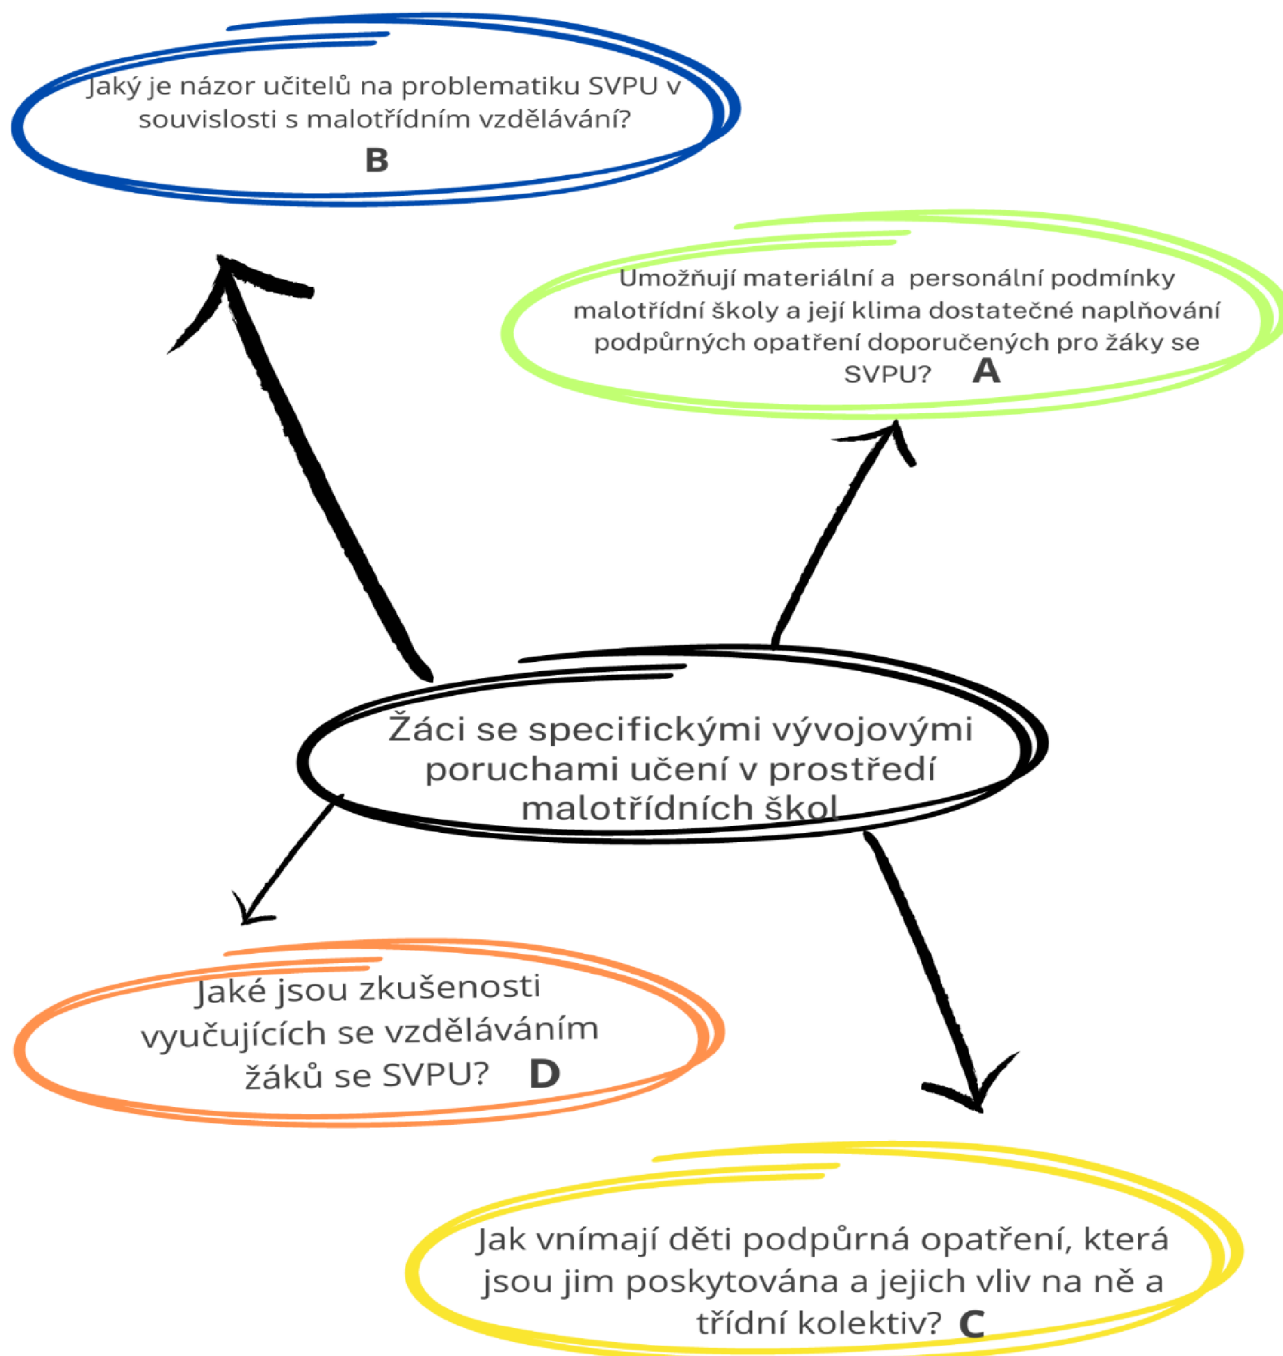 Jaký je názor učitelů na problematiku SVPU v
souvislosti s malotřídním vzdělávání?
B
Umožňují materiální a personální podmínky
malotřídní školy a její klima dostatečné naplňování
podpůrných opatření doporučených pro žáky se
SVPU? A
Žáci se specifickými vývojovými
poruchami učení v prostředí
malotřídních škol
Jaké jsou zkušenosti
vyučujících se vzděláváním
žáků se SVPU? D
Jak vnímají děti podpůrná opatření, která
jsou jim poskytována a jejich vliv na ně a
třídní kolektiv? C